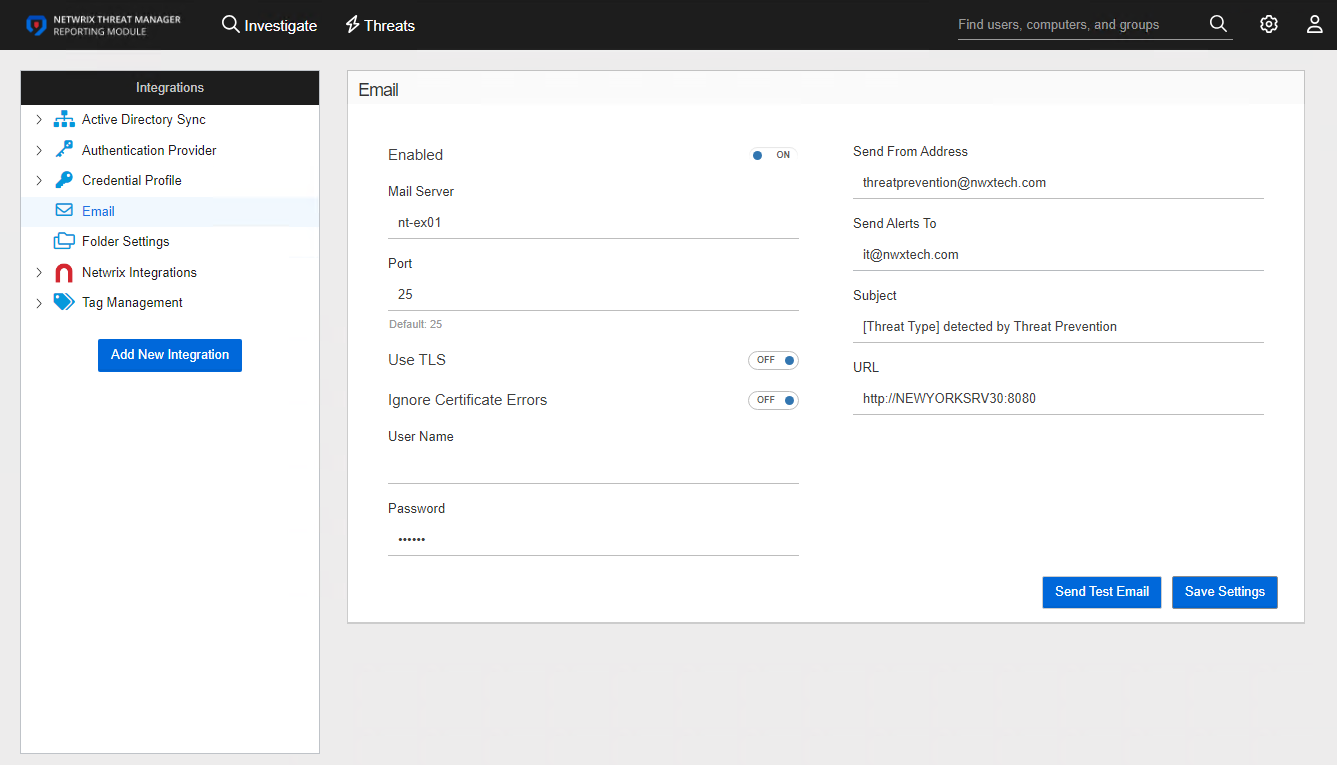 NETWRIX THREAT MANAGER
REPORTING MODULE
Investigate
Threats
Find users, computers, and groups
Integrations
Active Directory Sync
Authentication Provider
Credential Profile
Email
Folder Settings
Netwrix Integrations
Tag Management
Add New Integration
Email
Enabled
ON
Mail Server
nt-ex01
Port
25
Default: 25
Use TLS
OFF
Ignore Certificate Errors
OFF
User Name
Password
••••••
Send From Address
threatprevention@nwxtech.com
Send Alerts To
it@nwxtech.com
Subject
[Threat Type] detected by Threat Prevention
URL
http://NEWYORKSRV30:8080
Send Test Email
Save Settings